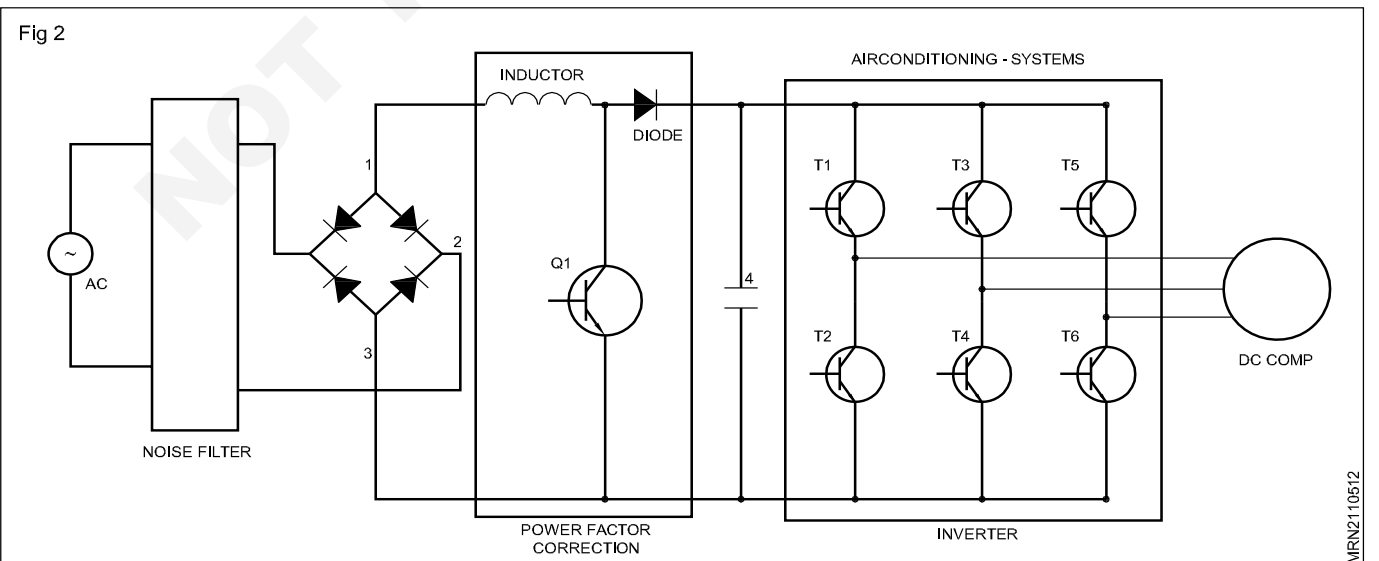 NOT
Fig 2
AIRCONDITIONING - SYSTEMS
INDUCTOR
DIODE
1
T1
T3
T5
2
~
AC
Q1
4
3
T2
T4
T6
DC COMP
NOISE FILTER
POWER FACTOR
CORRECTION
INVERTER
MRN2110512